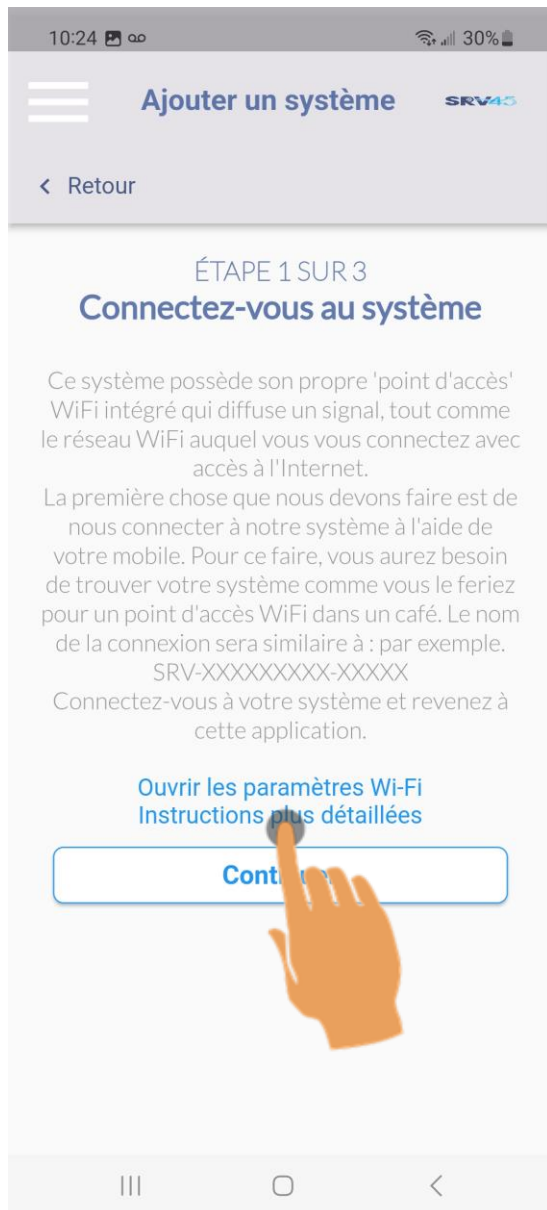 10:24 30%
Ajouter un système SRV45
< Retour
ÉTAPE 1 SUR 3
Connectez-vous au système
Ce système possède son propre 'point d'accès'
WiFi intégré qui diffuse un signal, tout comme
le réseau WiFi auquel vous vous connectez avec
accès à l'Internet.
La première chose que nous devons faire est de
nous connecter à notre système à l'aide de
votre mobile. Pour ce faire, vous aurez besoin
de trouver votre système comme vous le feriez
pour un point d'accès WiFi dans un café. Le nom
de la connexion sera similaire à : par exemple.
SRV-XXXXXXXXX-XXXXX
Connectez-vous à votre système et revenez à
cette application.
Ouvrir les paramètres Wi-Fi
Instructions plus détaillées